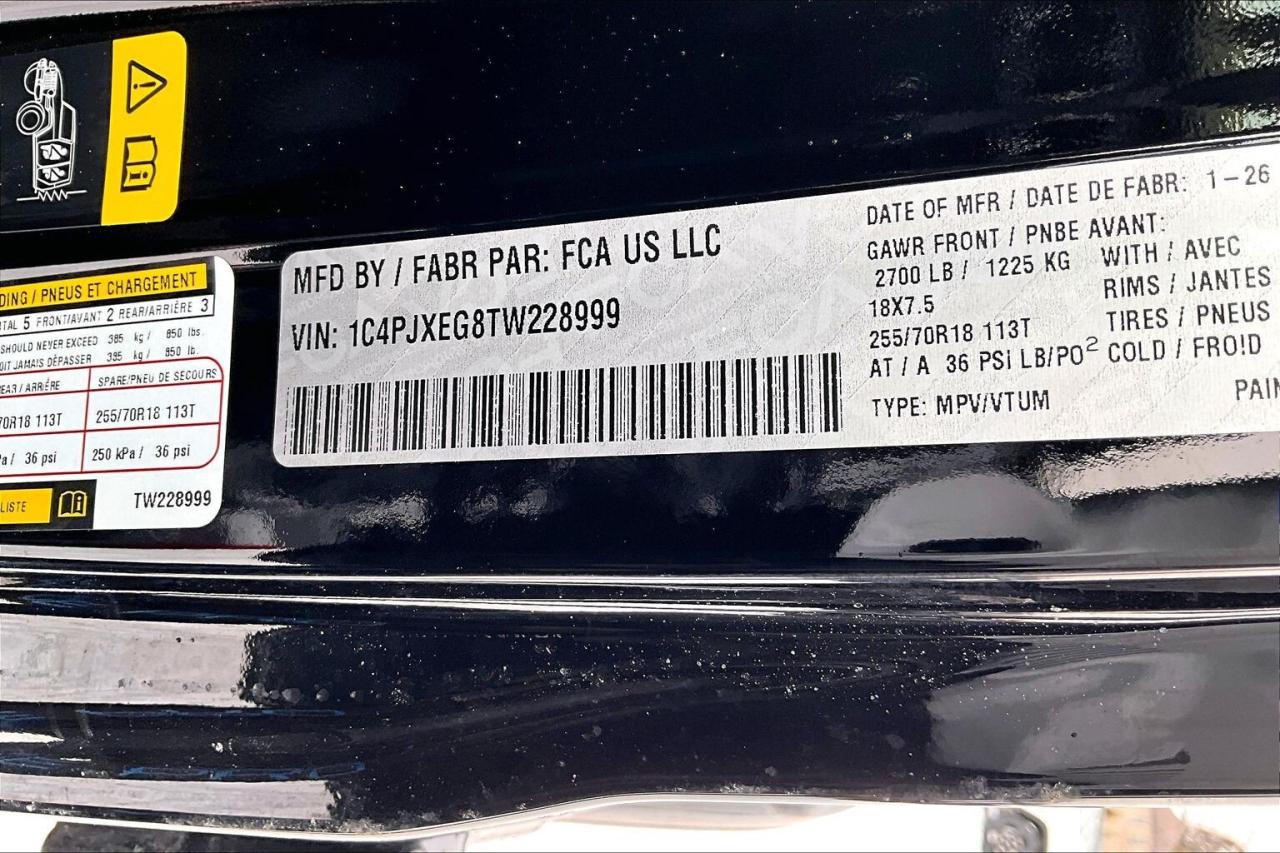 DING / PNEUS ET CHARGEMENT
TAL 5 FRONT/AVANT 2 REAR/ARRIÈRE 3
SHOULD NEVER EXCEED 385 kg / 850 lbs.
OIT JAMAIS DÉPASSER 385 kg / 850 lb.
EAR / ARRIÈRE SPARE/PNEU DE SECOURS
70R18 113T 255/70R18 113T
Pa / 36 psi 250 kPa / 36 psi
LISTE
TW228999
MFD BY / FABR PAR: FCA US LLC
VIN: 1C4PJXEG8TW228999
DATE OF MFR / DATE DE FABR: 1-26
GAWR FRONT / PNBE AVANT:
2700 LB / 1225 KG WITH / AVEC
18X7.5 RIMS / JANTES
255/70R18 113T TIRES / PNEUS
AT / A 36 PSI LB/PO² COLD / FROID
TYPE: MPV/VTUM PAIN